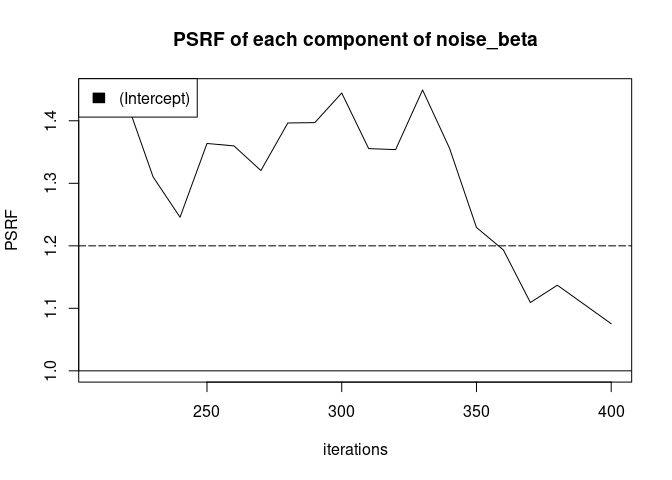 PSRF of each component of noise_beta
(Intercept)
PSRF
1.4
1.3
1.2
1.1
1.0
250 300 350 400
iterations